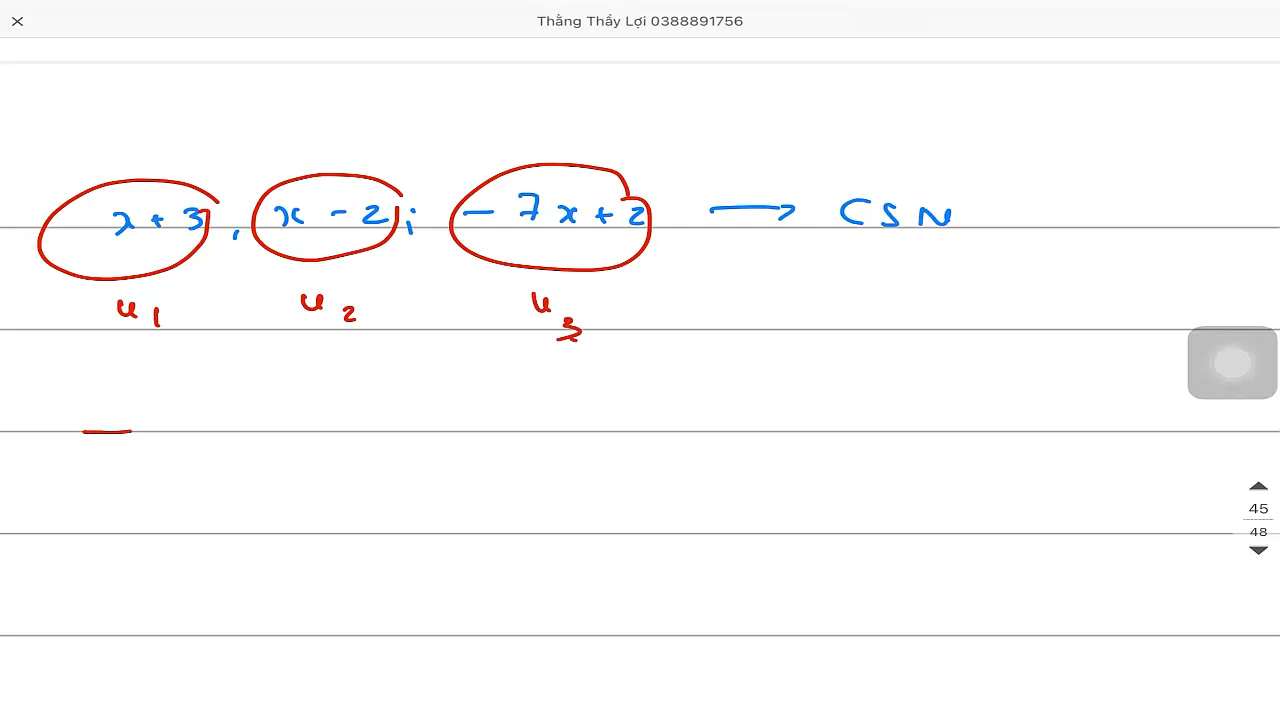 Thằng Thầy Lợi 0388891756
x + 3, x - 2; - 7x + 2 → CSN
u1 u2 u3
45
48